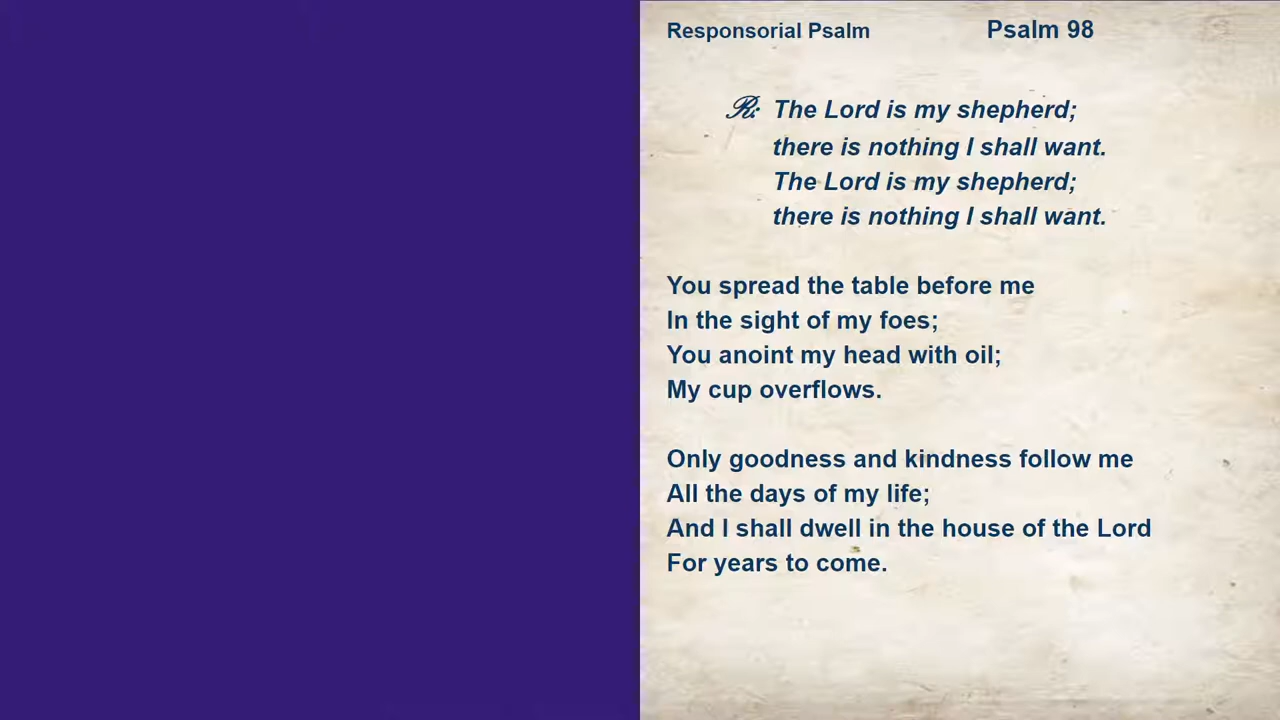 Responsorial Psalm Psalm 98
R: The Lord is my shepherd;
there is nothing I shall want.
The Lord is my shepherd;
there is nothing I shall want.
You spread the table before me
In the sight of my foes;
You anoint my head with oil;
My cup overflows.
Only goodness and kindness follow me
All the days of my life;
And I shall dwell in the house of the Lord
For years to come.